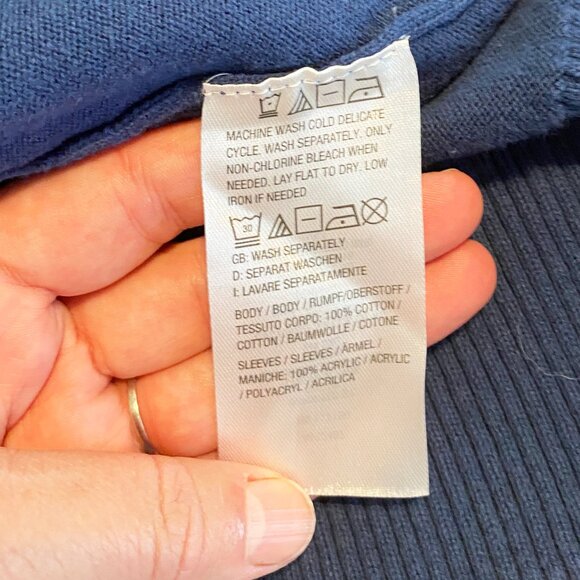 MACHINE WASH COLD DELICATE
CYCLE. WASH SEPARATELY. ONLY
NON-CHLORINE BLEACH WHEN
NEEDED. LAY FLAT TO DRY. LOW
IRON IF NEEDED
30
GB: WASH SEPARATELY
D: SEPARAT WASCHEN
I: LAVARE SEPARATAMENTE
BODY / BODY / RUMPF/OBERSTOFF /
TESSUTO CORPO: 100% COTTON /
COTTON / BAUMWOLLE / COTONE
SLEEVES / SLEEVES / ÄRMEL /
MANICHE: 100% ACRYLIC / ACRYLIC
/ POLYACRYL / ACRILICA